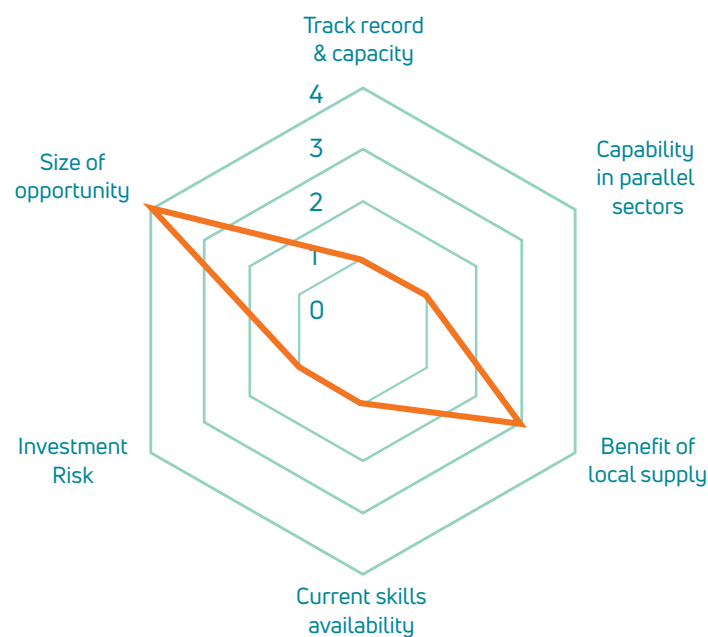 Track record
& capacity
4
3
2
1
0
Size of
opportunity
Capability
in parallel
sectors
Investment
Risk
Benefit of
local supply
Current skills
availability